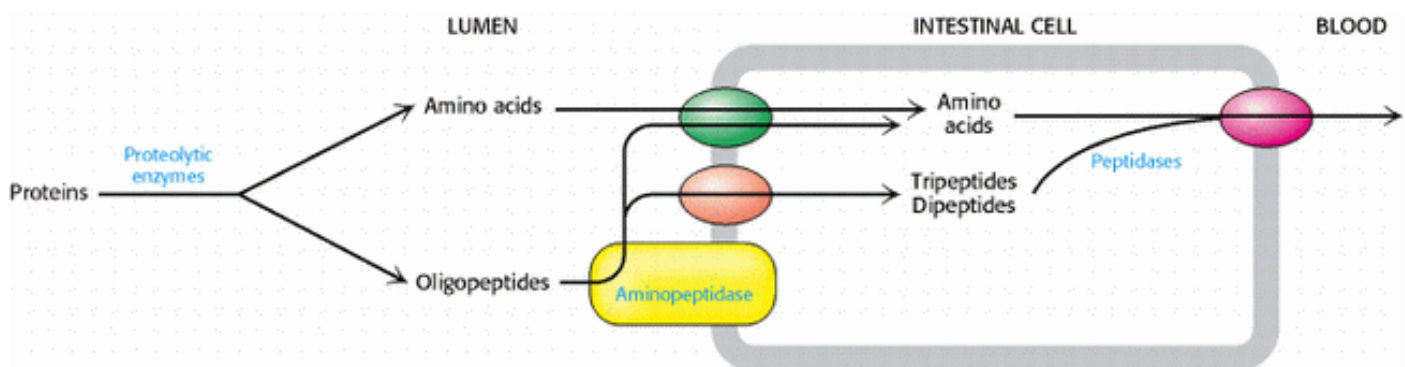 LUMEN
INTESTINAL CELL
BLOOD
Amino acids
Amino
acids
Proteolytic
enzymes
Peptidases
Proteins
Tripeptides
Dipeptides
Oligopeptides
Aminopeptidase